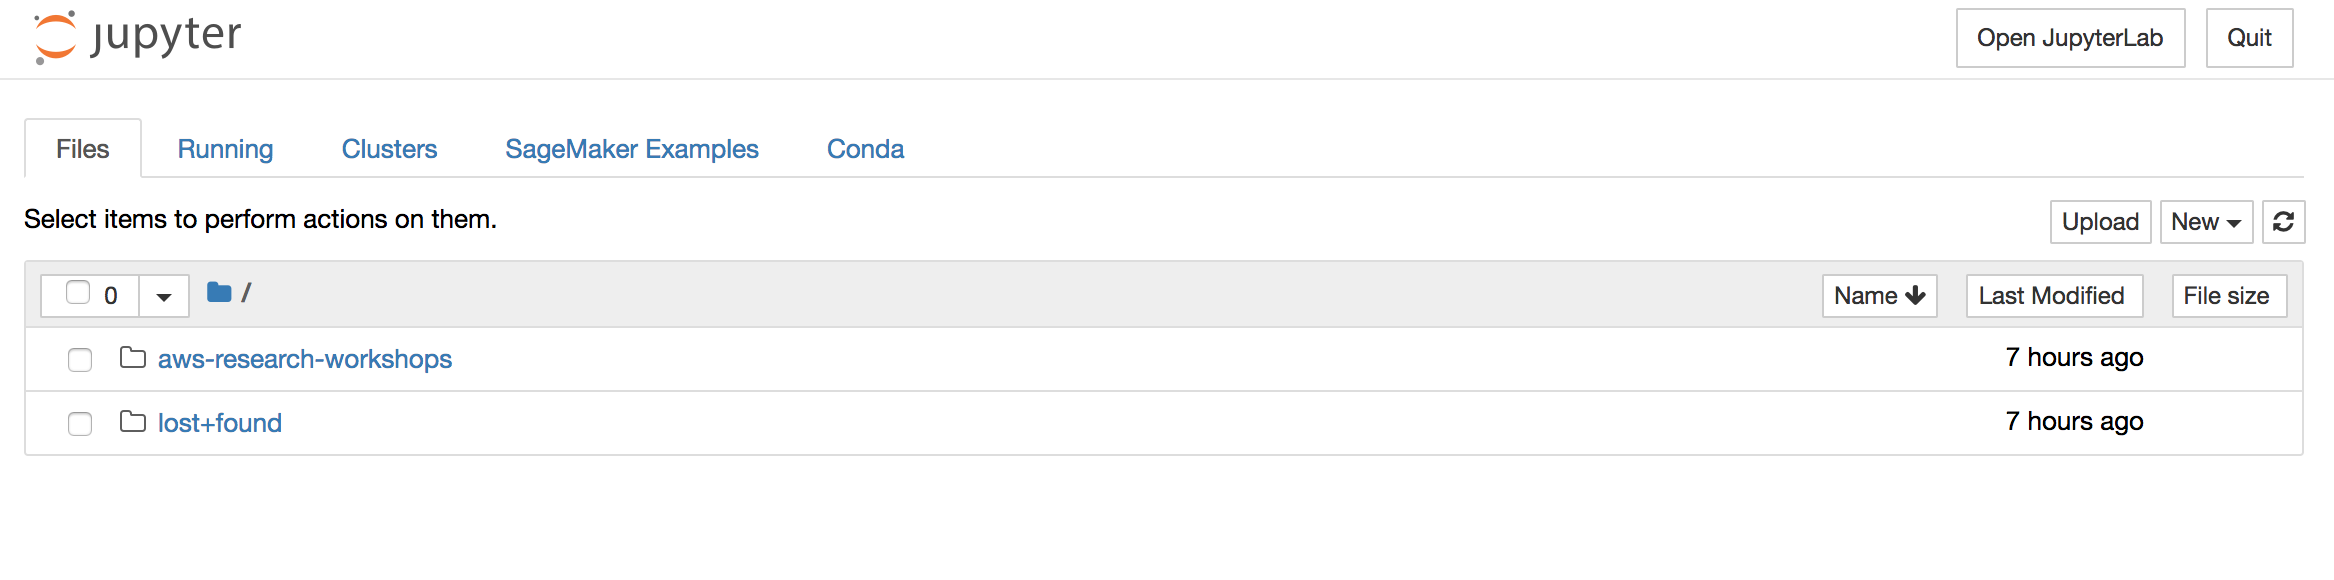 jupyter Open JupyterLab Quit
Files Running Clusters SageMaker Examples Conda
Select items to perform actions on them. Upload New
0 / Name Last Modified File size
aws-research-workshops 7 hours ago
lost+found 7 hours ago